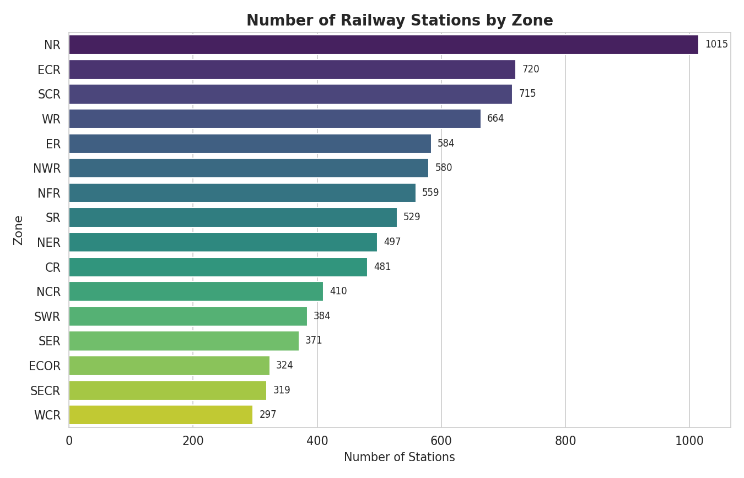 Number of Railway Stations by Zone
Zone
NR 1015
ECR 720
SCR 715
WR 664
ER 584
NWR 580
NFR 559
SR 529
NER 497
CR 481
NCR 410
SWR 384
SER 371
ECOR 324
SECR 319
WCR 297
0 200 400 600 800 1000
Number of Stations